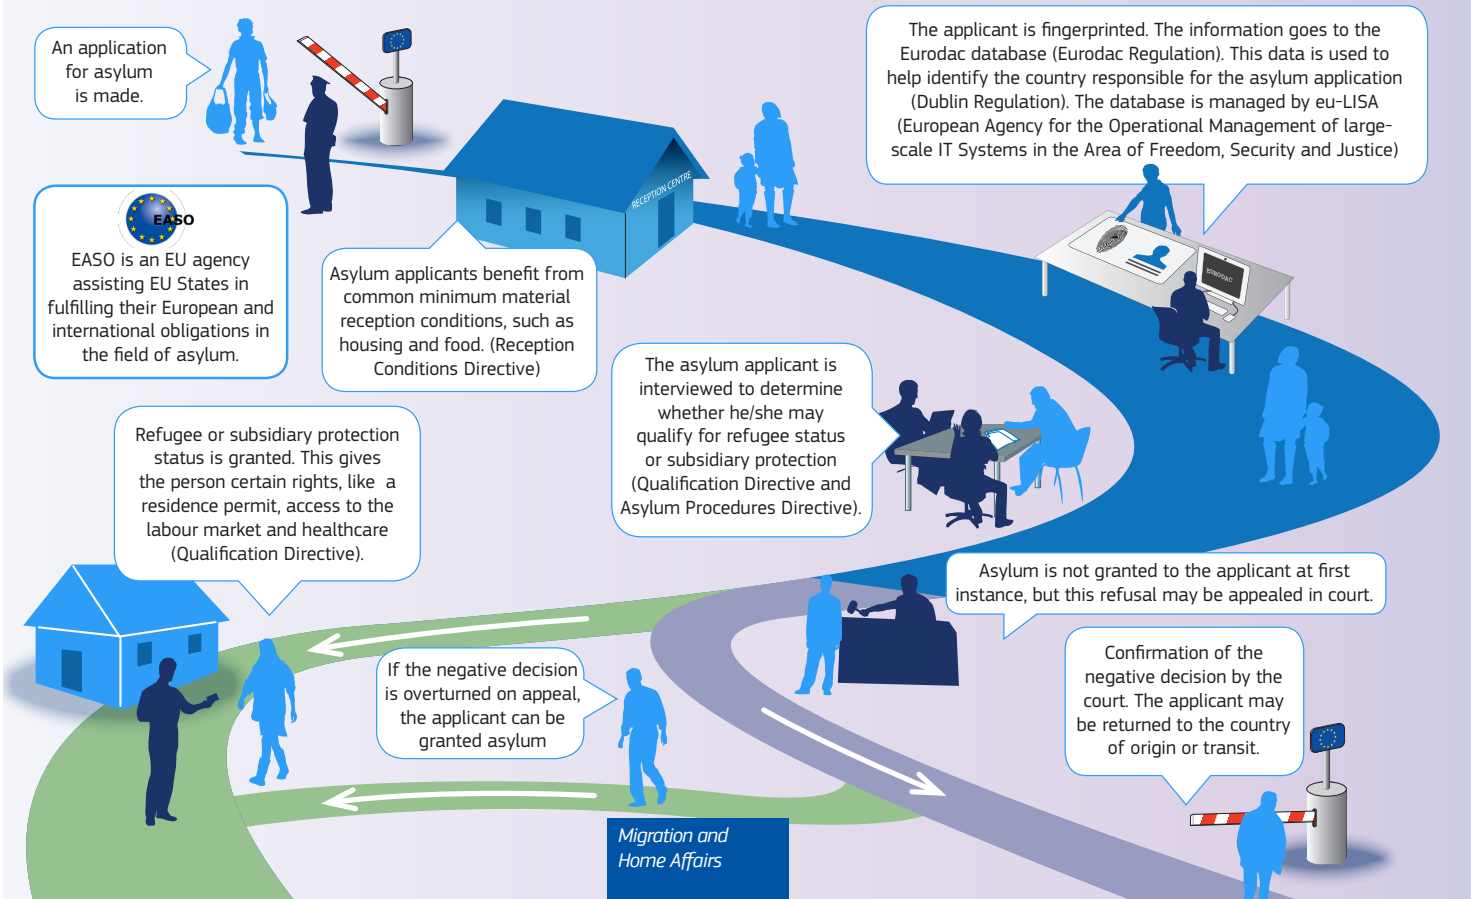 An application
for asylum
is made.
The applicant is fingerprinted. The information goes to the
Eurodac database (Eurodac Regulation). This data is used to
help identify the country responsible for the asylum application
(Dublin Regulation). The database is managed by eu-LISA
(European Agency for the Operational Management of large-
scale IT Systems in the Area of Freedom, Security and Justice)
RECEPTION CENTRE
EASO
EASO is an EU agency
assisting EU States in
fulfilling their European and
international obligations in
the field of asylum.
Asylum applicants benefit from
common minimum material
reception conditions, such as
housing and food. (Reception
Conditions Directive)
EURODAC
The asylum applicant is
interviewed to determine
whether he/she may
qualify for refugee status
or subsidiary protection
(Qualification Directive and
Asylum Procedures Directive).
Refugee or subsidiary protection
status is granted. This gives
the person certain rights, like a
residence permit, access to the
labour market and healthcare
(Qualification Directive).
Asylum is not granted to the applicant at first
instance, but this refusal may be appealed in court.
If the negative decision
is overturned on appeal,
the applicant can be
granted asylum
Confirmation of the
negative decision by the
court. The applicant may
be returned to the country
of origin or transit.
Migration and
Home Affairs